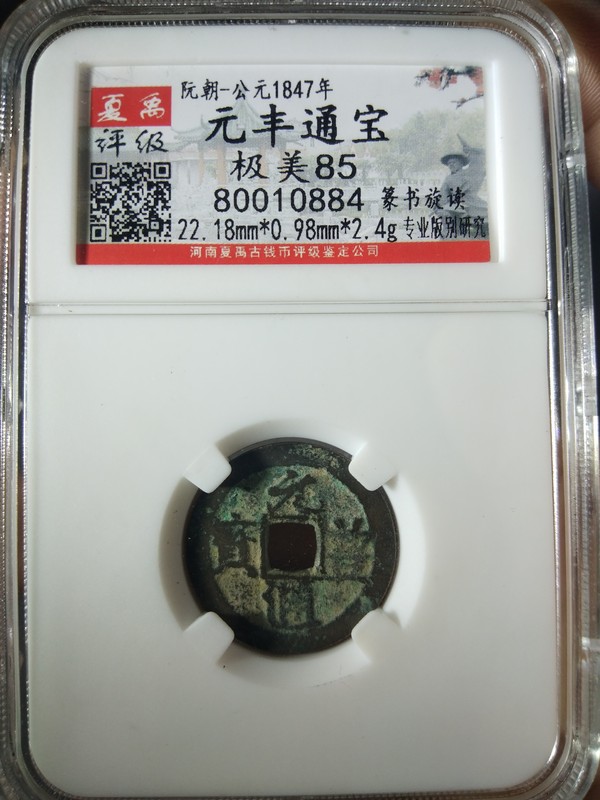 阮朝-公元1847年
夏禹
评级
元丰通宝
极美85
80010884 篆书旋读
22.18mm*0.98mm*2.4g 专业版别研究
河南夏禹古钱币评级鉴定公司
元
寳